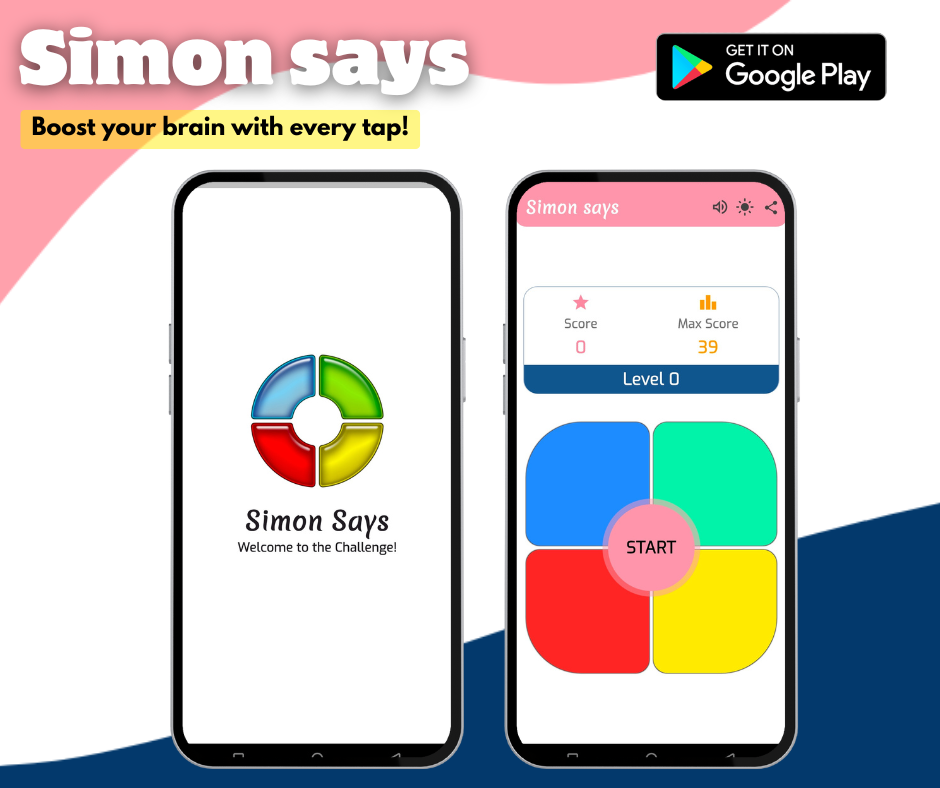 Simon says
GET IT ON
Google Play
Boost your brain with every tap!
Simon Says
Welcome to the Challenge!
Simon says
Score
Max Score
0
39
Level 0
START